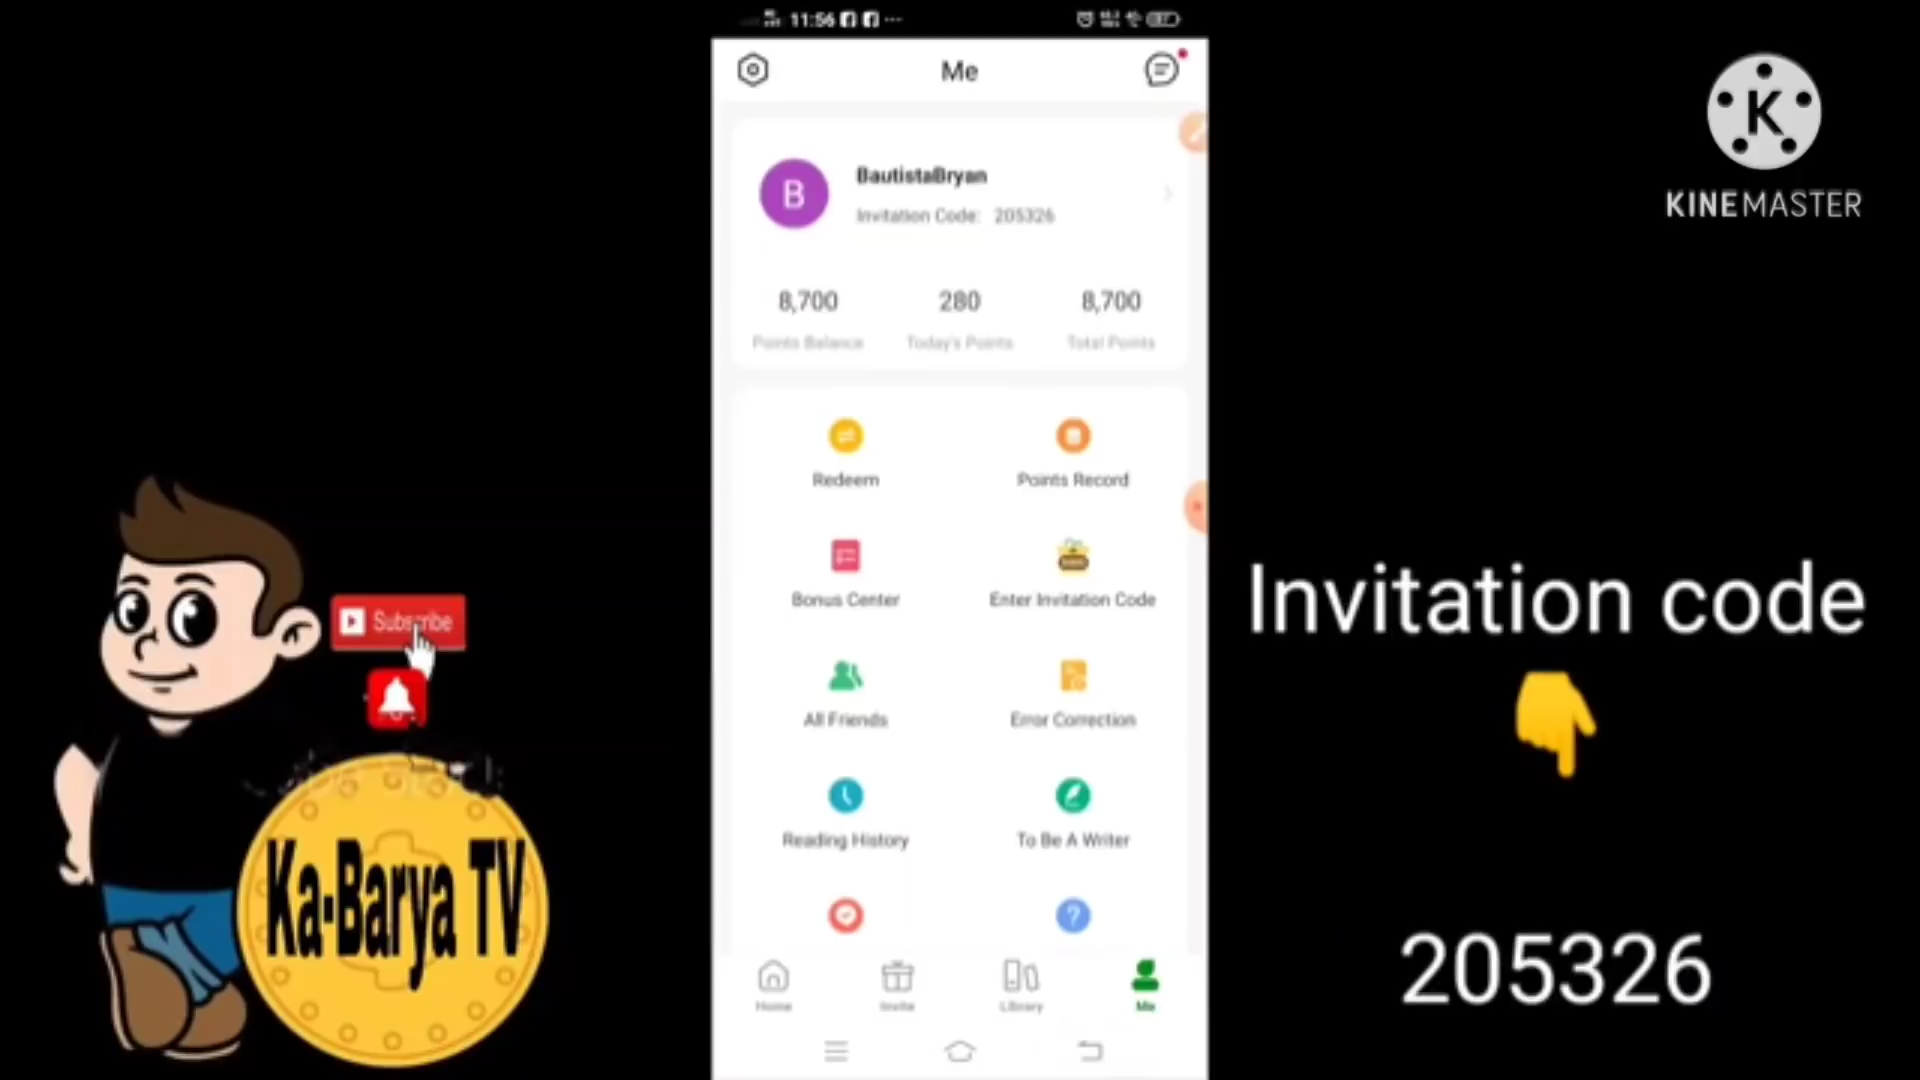 11:56
Me
BautistaBryan
Invitation Code: 205326
8,700 280 8,700
Points Balance Today's Points Total Points
Redeem Points Record
Bonus Center Enter Invitation Code
All Friends Error Correction
Reading History To Be A Writer
Home Invite Library Me
B
K
KINEMASTER
Subscribe
Ka-Barya TV
Invitation code
205326